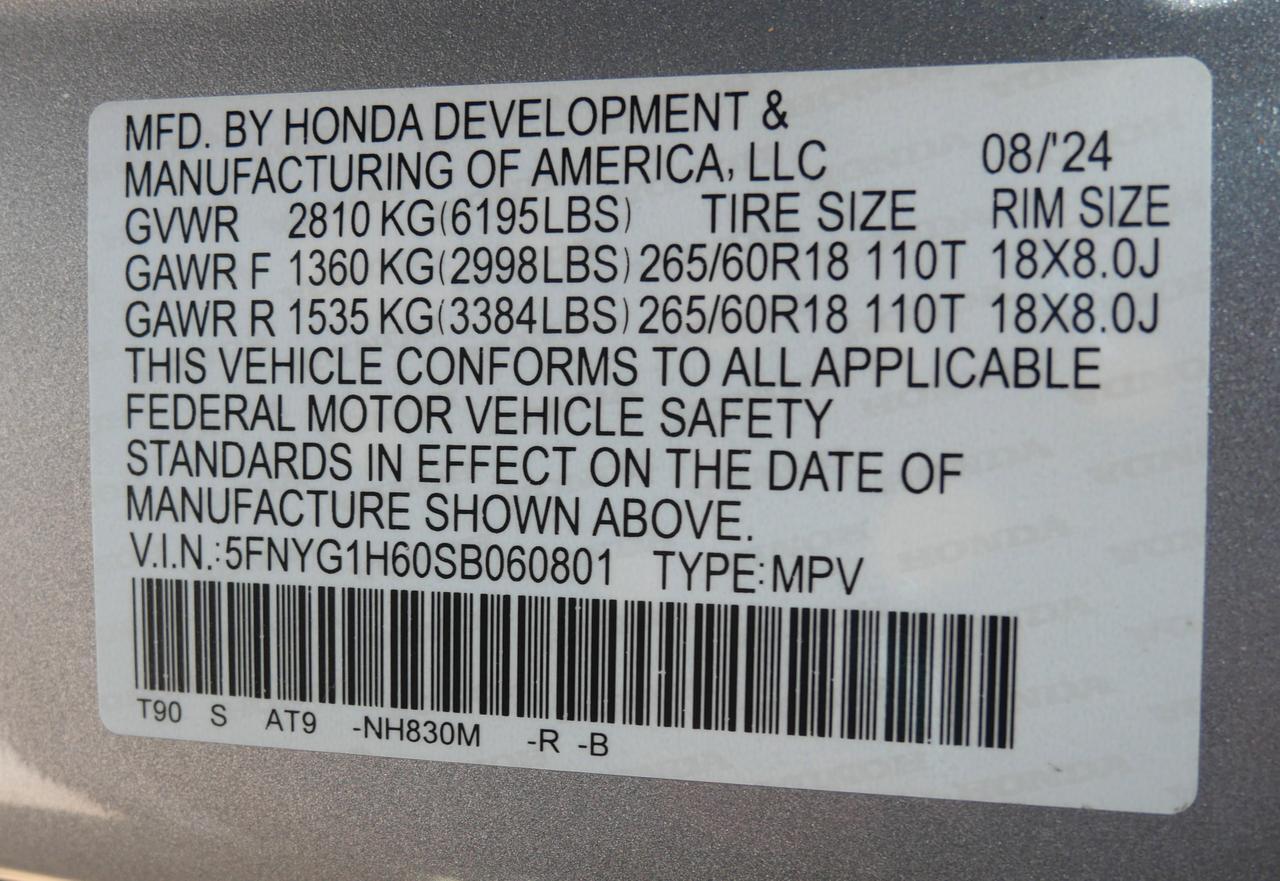 MFD. BY HONDA DEVELOPMENT &
MANUFACTURING OF AMERICA, LLC 08/'24
GVWR 2810 KG(6195LBS) TIRE SIZE RIM SIZE
GAWR F 1360 KG(2998LBS) 265/60R18 110T 18X8.0J
GAWR R 1535 KG(3384LBS) 265/60R18 110T 18X8.0J
THIS VEHICLE CONFORMS TO ALL APPLICABLE
FEDERAL MOTOR VEHICLE SAFETY
STANDARDS IN EFFECT ON THE DATE OF
MANUFACTURE SHOWN ABOVE.
V.I.N.:5FNYG1H60SB060801 TYPE:MPV
T90 S AT9 -NH830M -R -B